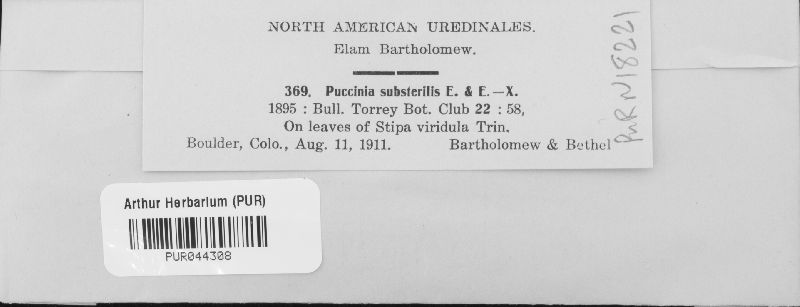 NORTH AMERICAN UREDINALES.
Elam Bartholomew.
369. Puccinia substerilis E. & E.—X.
1895 : Bull. Torrey Bot. Club 22 : 58,
On leaves of Stipa viridula Trin.
Boulder, Colo., Aug. 11, 1911. Bartholomew & Bethel
PUR N18221
Arthur Herbarium (PUR)
PUR044308